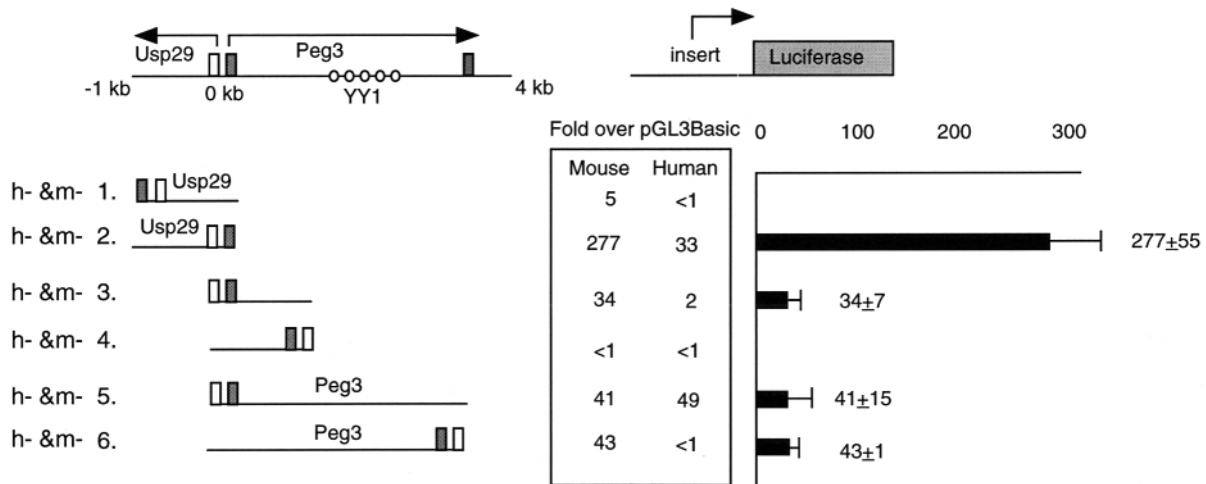 Usp29 Peg3
-1 kb 0 kb YY1 4 kb
insert Luciferase
Fold over pGL3Basic 0 100 200 300
Mouse Human
h- &m- 1. Usp29 5 <1
h- &m- 2. Usp29 277 33 277±55
h- &m- 3. 34 2 34±7
h- &m- 4. <1 <1
h- &m- 5. Peg3 41 49 41±15
h- &m- 6. Peg3 43 <1 43±1